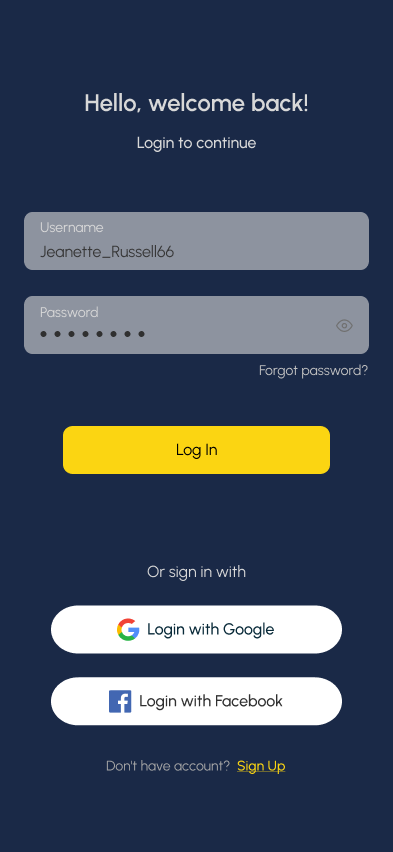 Hello, welcome back!
Login to continue
Username
Jeanette_Russell66
Password
••••••••
Forgot password?
Log In
Or sign in with
Login with Google
Login with Facebook
Don't have account? Sign Up